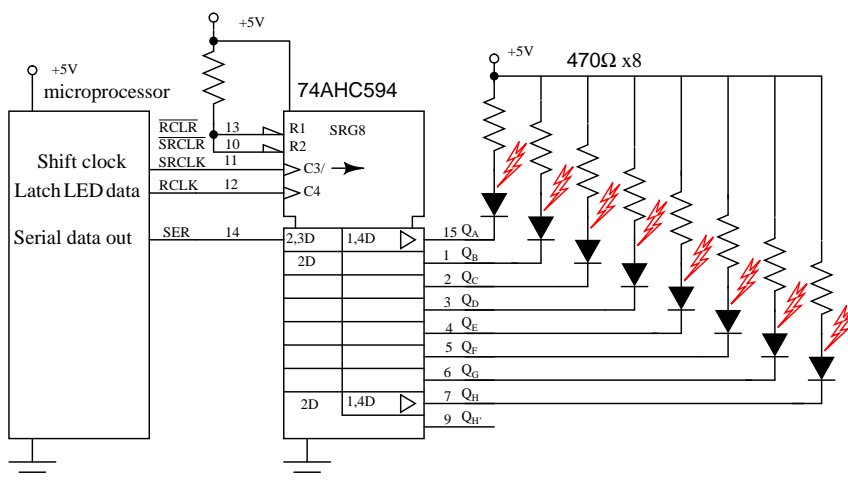 +5V
+5V
470Ω x8
+5V
microprocessor
74AHC594
RCLR 13 R1 SRG8
SRCLR 10 R2
Shift clock SRCLK 11 C3/
Latch LED data RCLK 12 C4
Serial data out SER 14 2,3D 1,4D 15 QA
2D 1 QB
2 QC
3 QD
4 QE
5 QF
6 QG
2D 1,4D 7 QH
9 QH'